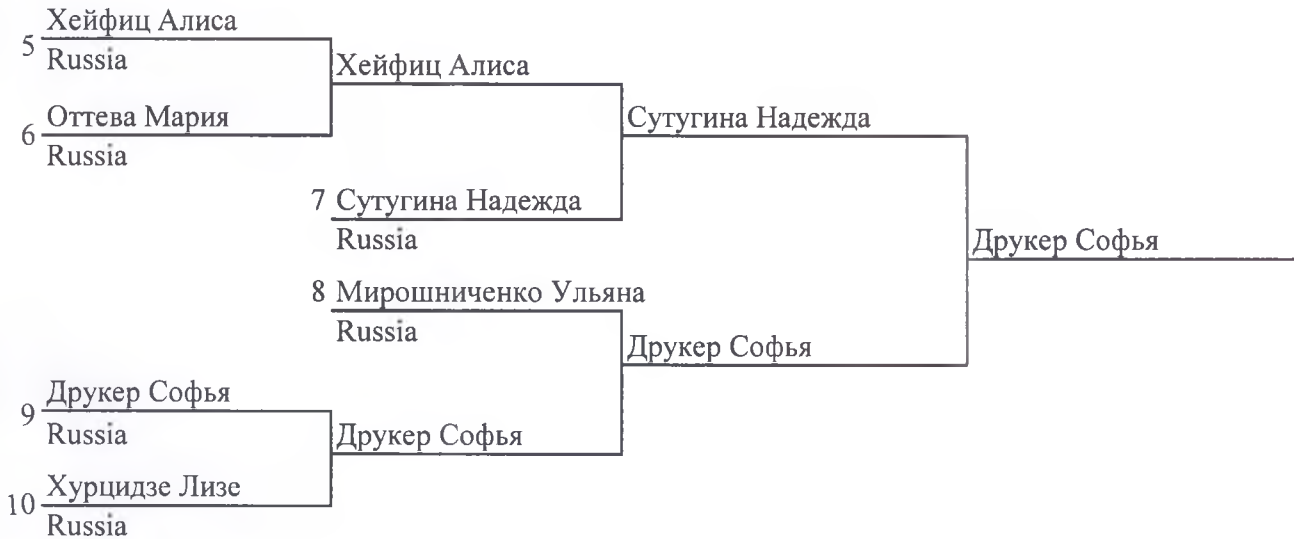 Хейфиц Алиса
5
Russia
Хейфиц Алиса
Оттева Мария
6
Russia
Сутугина Надежда
7 Сутугина Надежда
Russia
Друкер Софья
8 Мирошниченко Ульяна
Russia
Друкер Софья
Друкер Софья
9
Russia
Друкер Софья
Хурцидзе Лизе
10
Russia